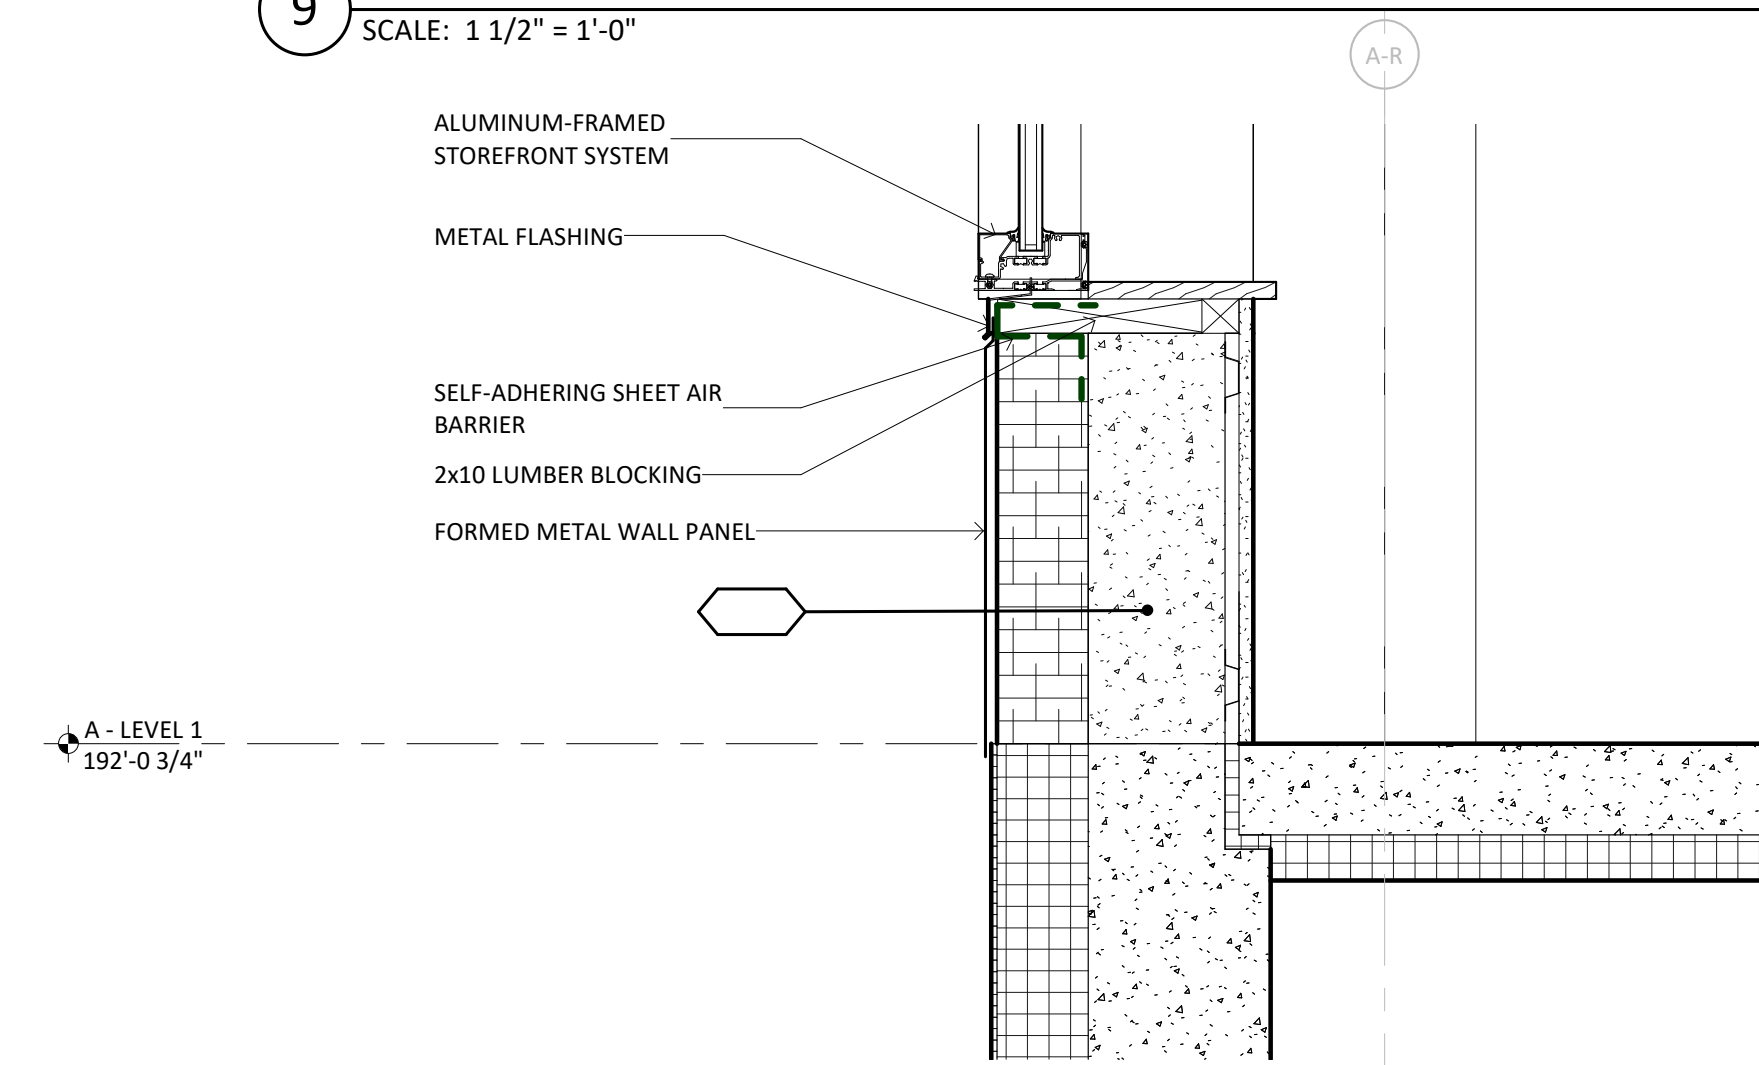 9
SCALE: 1 1/2" = 1'-0"
A-R
ALUMINUM-FRAMED
STOREFRONT SYSTEM
METAL FLASHING
SELF-ADHERING SHEET AIR
BARRIER
2x10 LUMBER BLOCKING
FORMED METAL WALL PANEL
A - LEVEL 1
192'-0 3/4"